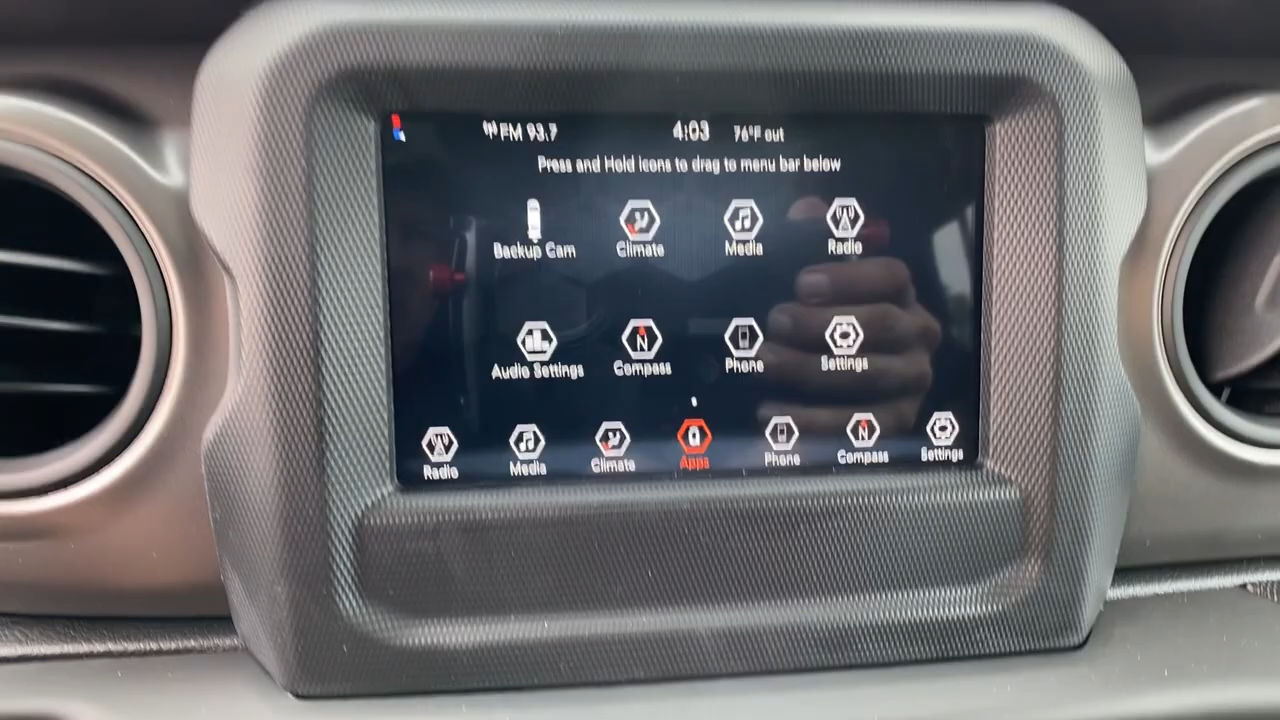 FM 93.7 4:03 76°F out
Press and Hold icons to drag to menu bar below
Backup Cam Climate Media Radio
Audio Settings N Compass Phone Settings
Radio Media Climate Apps Phone N Compass Settings